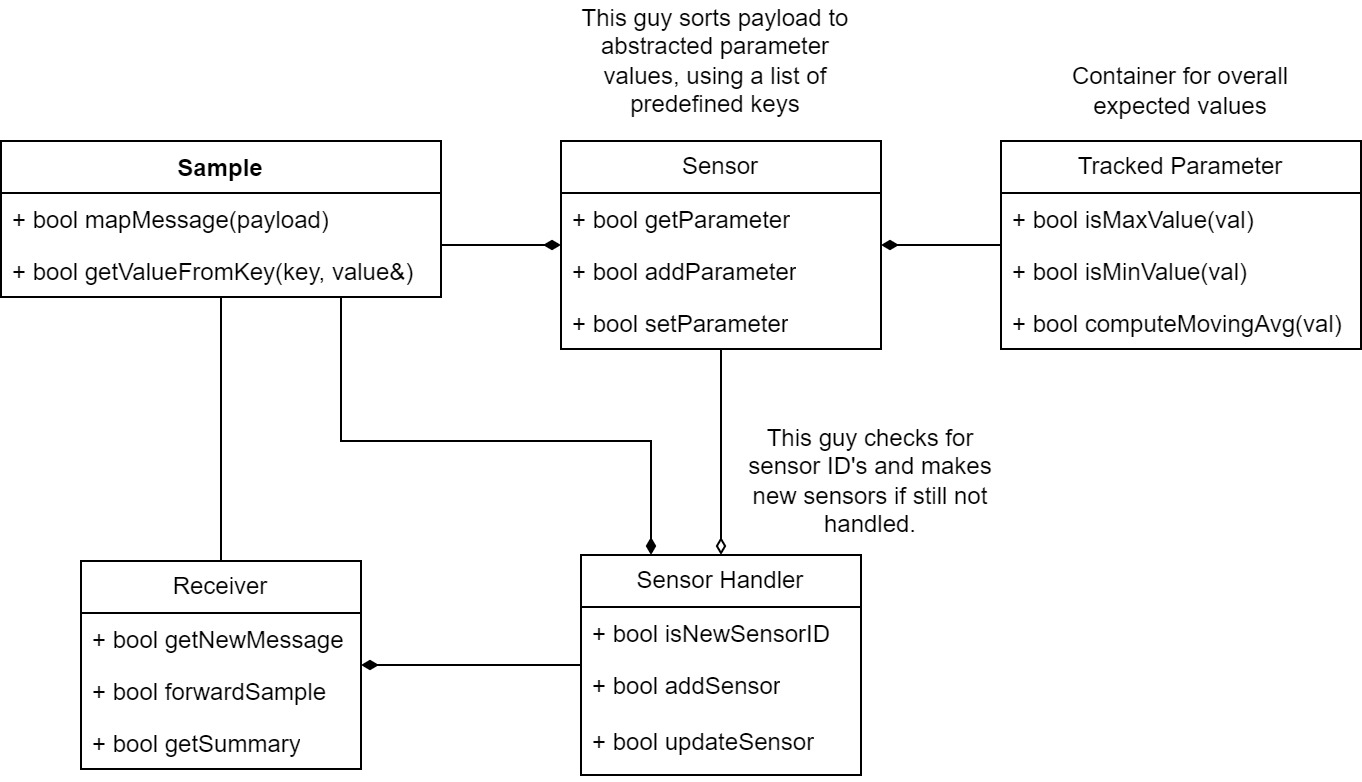 This guy sorts payload to
abstracted parameter
values, using a list of
predefined keys
Container for overall
expected values
Sample
+ bool mapMessage(payload)
+ bool getValueFromKey(key, value&)
Sensor
+ bool getParameter
+ bool addParameter
+ bool setParameter
Tracked Parameter
+ bool isMaxValue(val)
+ bool isMinValue(val)
+ bool computeMovingAvg(val)
This guy checks for
sensor ID's and makes
new sensors if still not
handled.
Receiver
+ bool getNewMessage
+ bool forwardSample
+ bool getSummary
Sensor Handler
+ bool isNewSensorID
+ bool addSensor
+ bool updateSensor